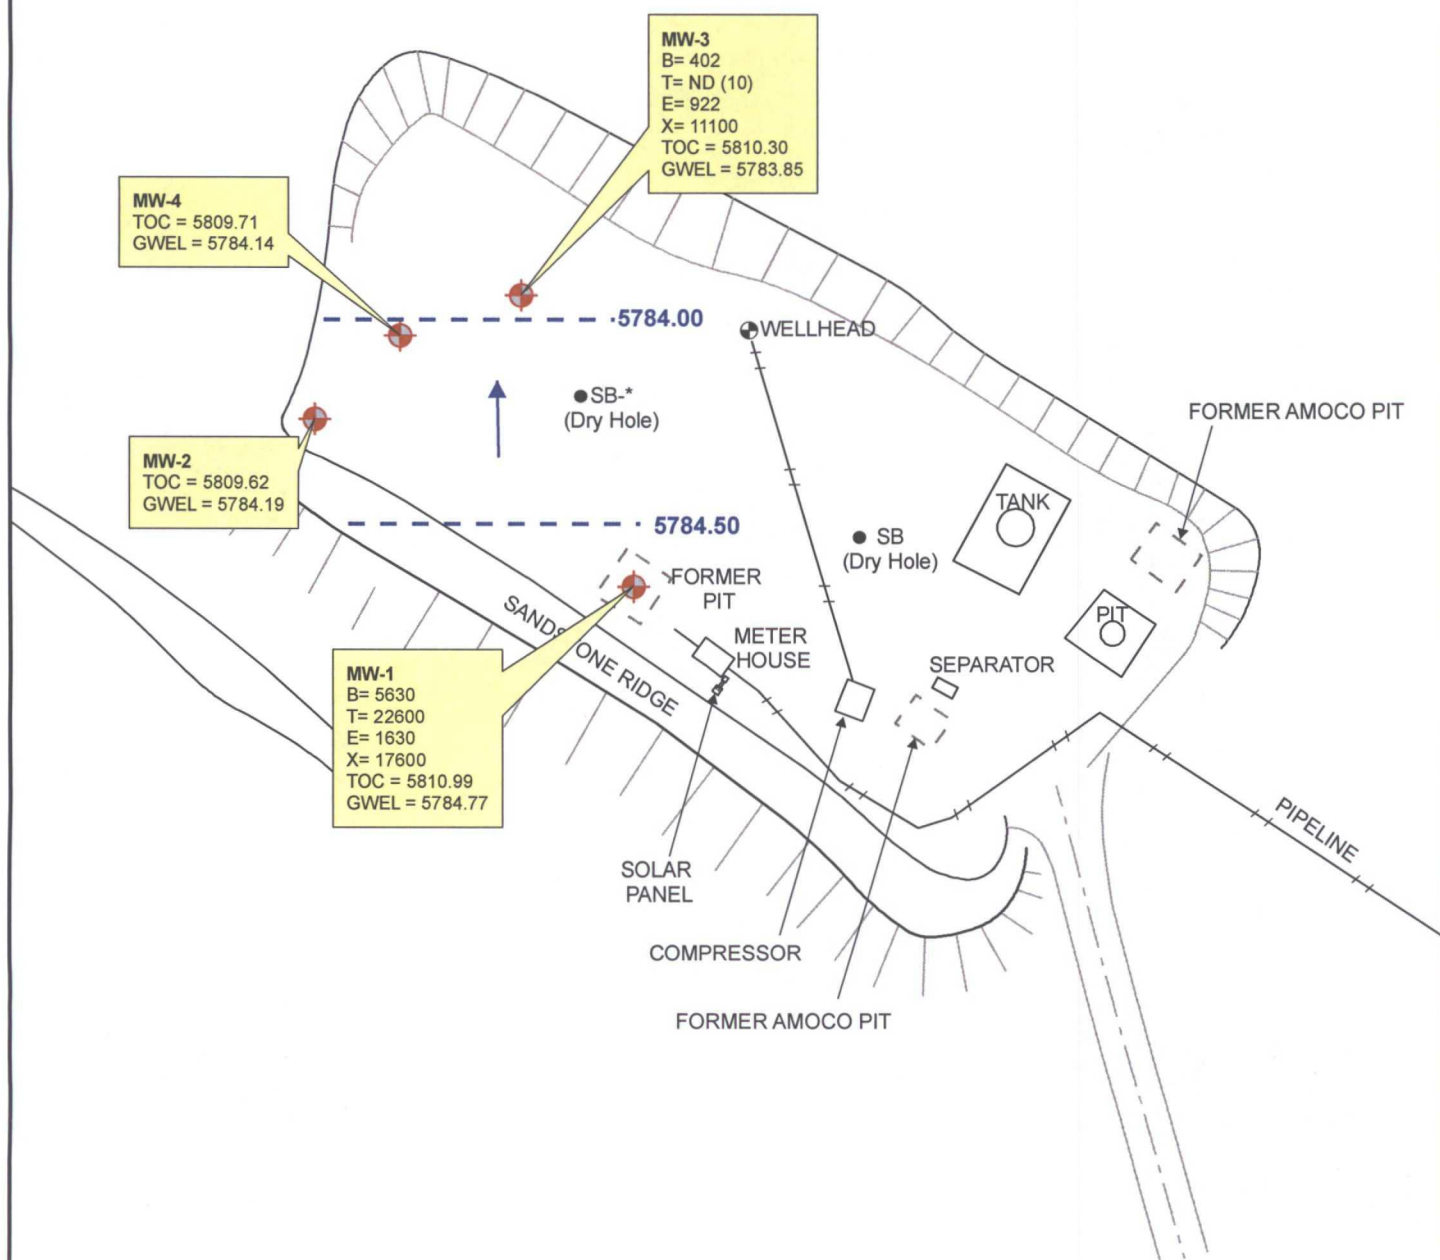 MW-3
B= 402
T= ND (10)
E= 922
X= 11100
TOC = 5810.30
GWEL = 5783.85
MW-4
TOC = 5809.71
GWEL = 5784.14
5784.00
WELLHEAD
SB-*
(Dry Hole)
FORMER AMOCO PIT
MW-2
TOC = 5809.62
GWEL = 5784.19
5784.50
TANK
SB
(Dry Hole)
FORMER
PIT
PIT
SANDSTONE RIDGE
METER
HOUSE
SEPARATOR
MW-1
B= 5630
T= 22600
E= 1630
X= 17600
TOC = 5810.99
GWEL = 5784.77
PIPELINE
SOLAR
PANEL
COMPRESSOR
FORMER AMOCO PIT